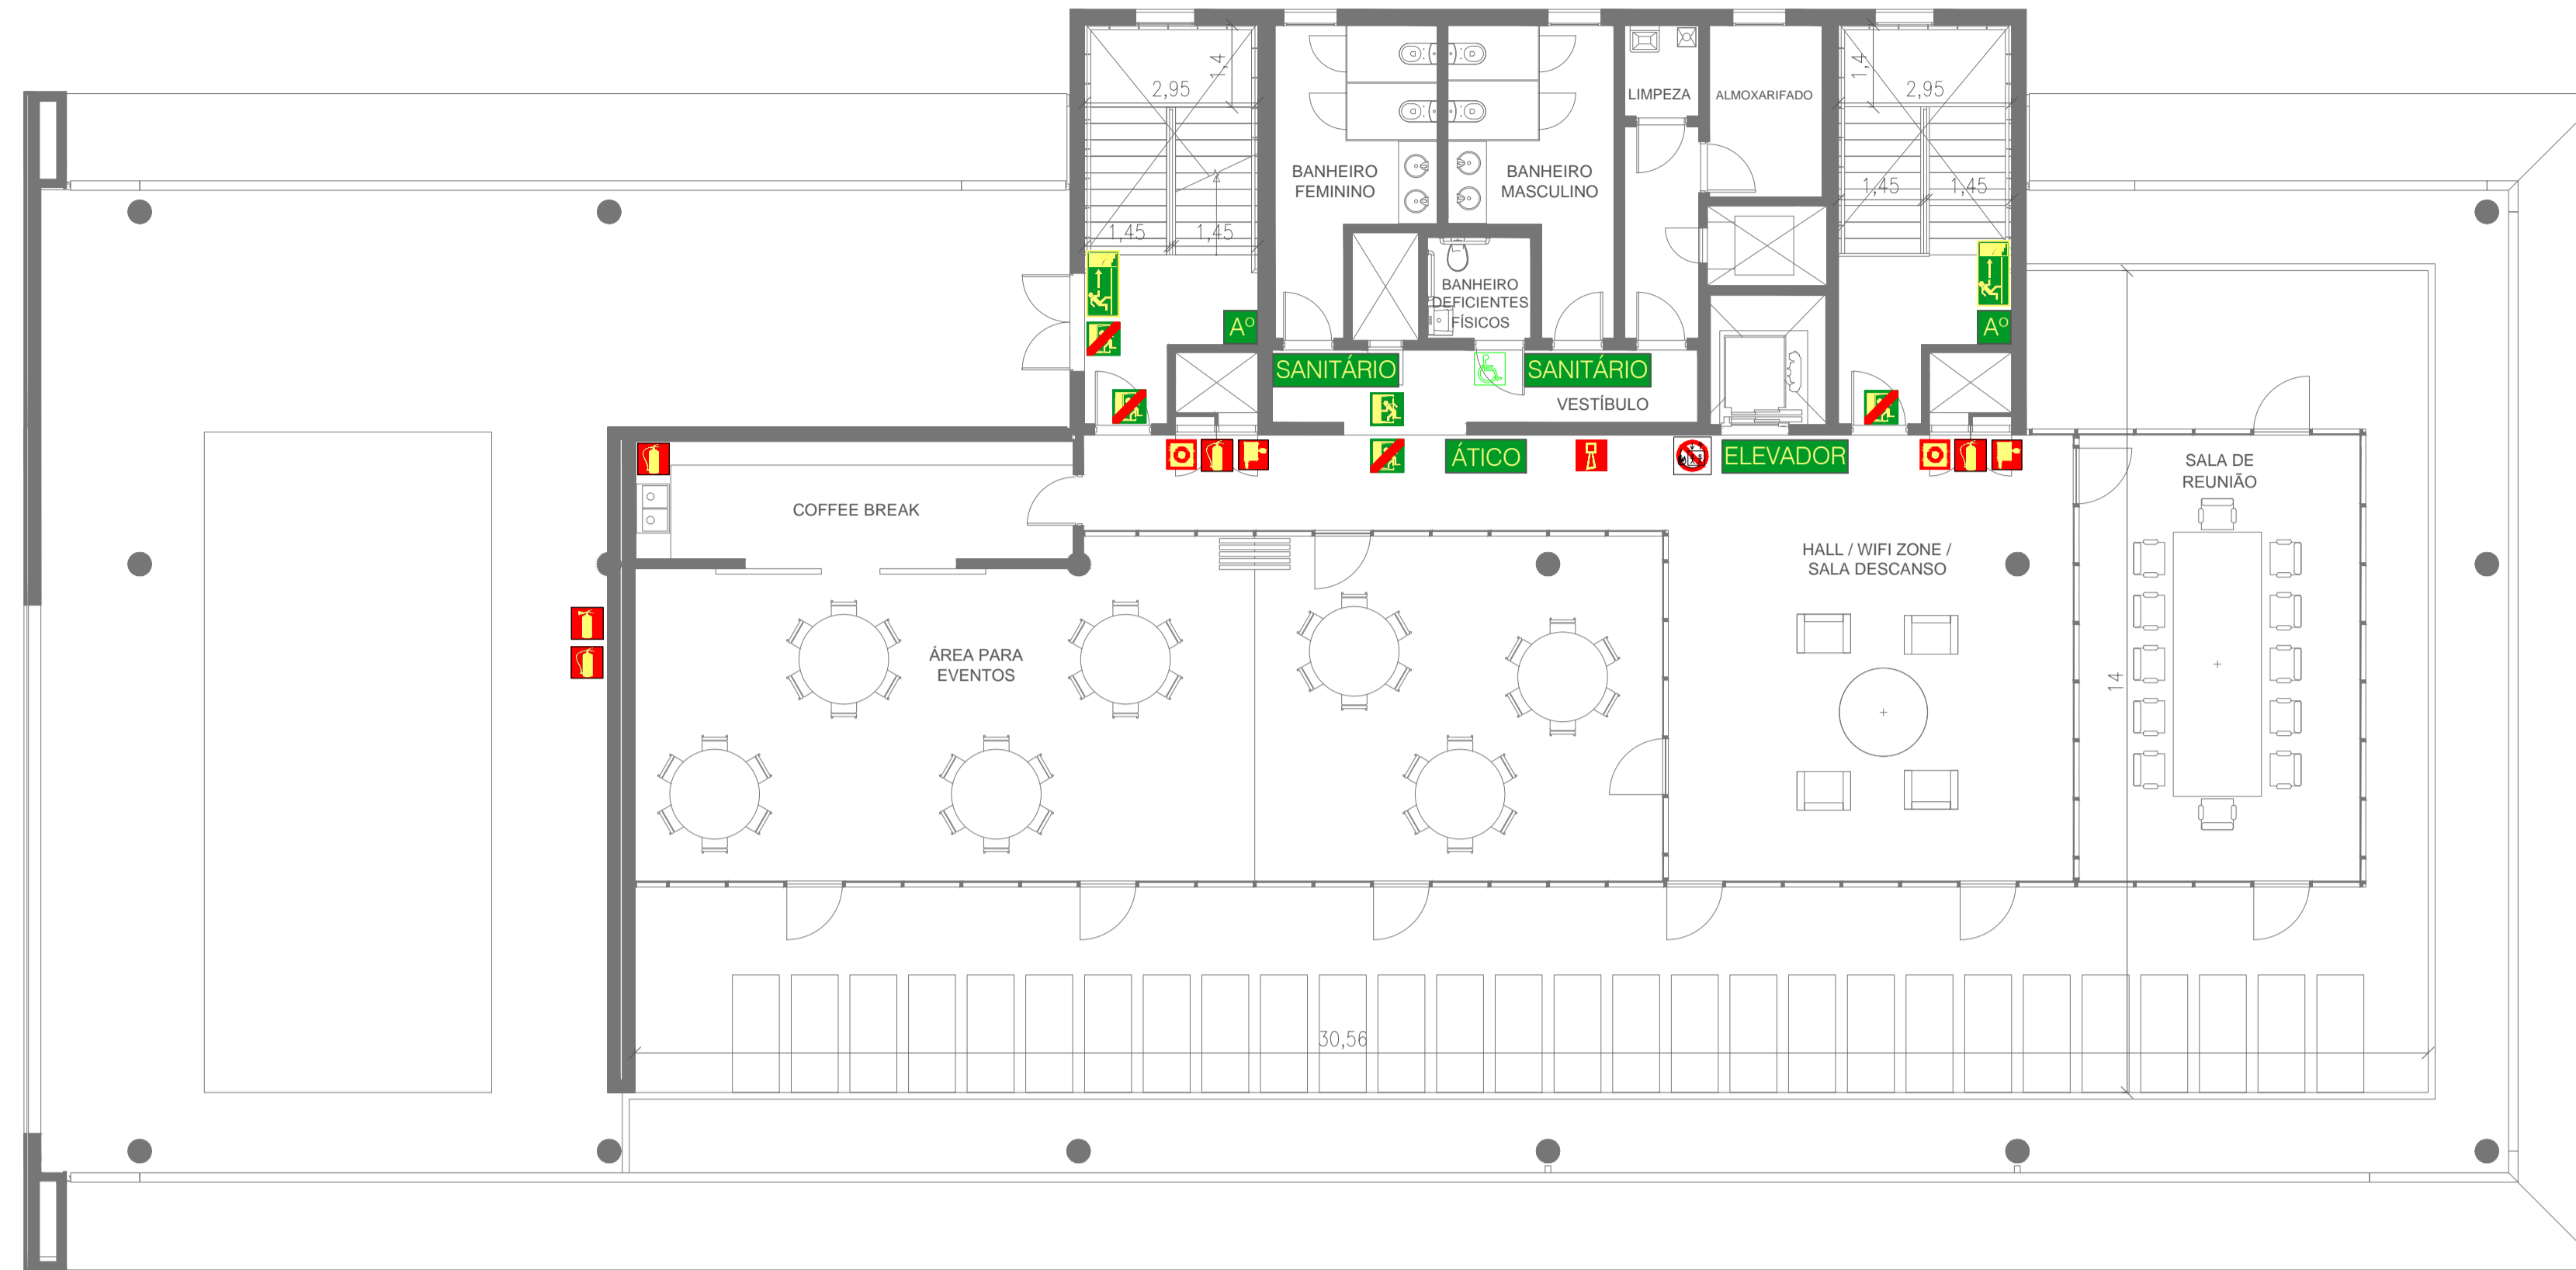 2,95
1,4
1,45
1,45
Aº
BANHEIRO
FEMININO
BANHEIRO
MASCULINO
BANHEIRO
DEFICIENTES
FÍSICOS
LIMPEZA
ALMOXARIFADO
1,4
2,95
1,45
1,45
Aº
SANITÁRIO
SANITÁRIO
VESTÍBULO
ÁTICO
ELEVADOR
COFFEE BREAK
SALA DE
REUNIÃO
HALL / WIFI ZONE /
SALA DESCANSO
ÁREA PARA
EVENTOS
14
30,56